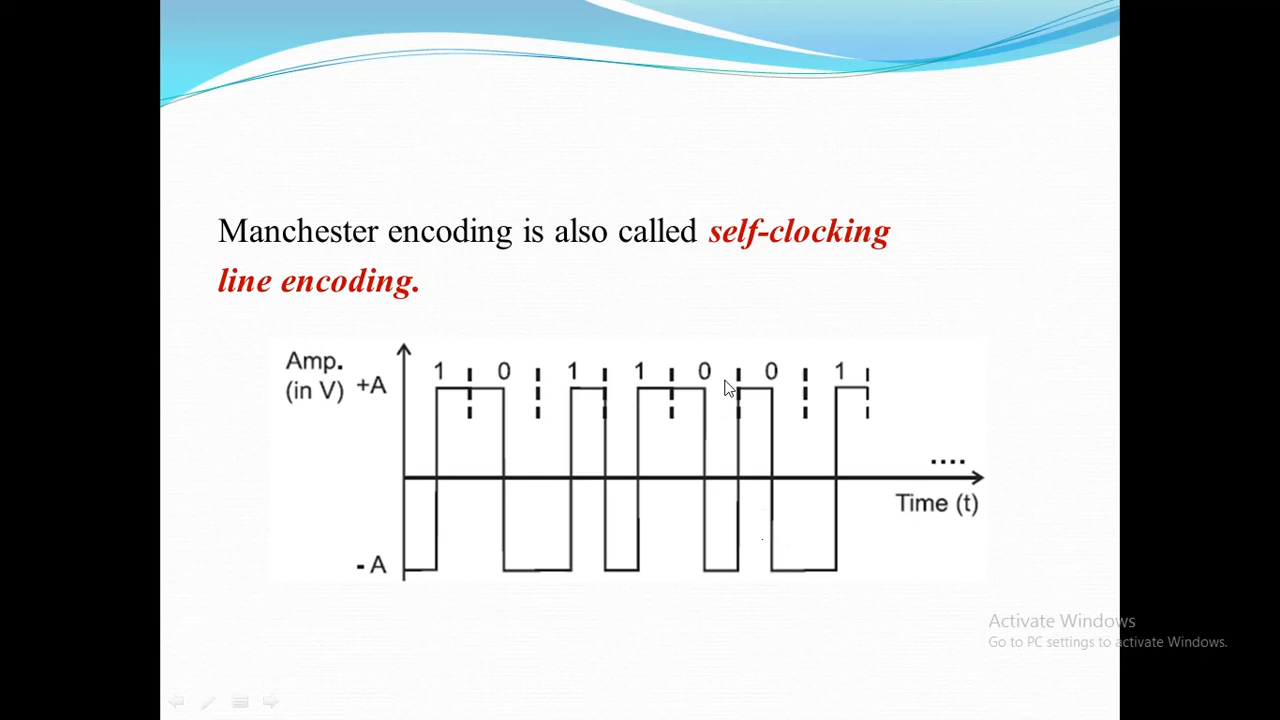 Manchester encoding is also called self-clocking
line encoding.
Amp.
(in V) +A
1 0 1 1 0 0 1
....
Time (t)
- A
Activate Windows
Go to PC settings to activate Windows.